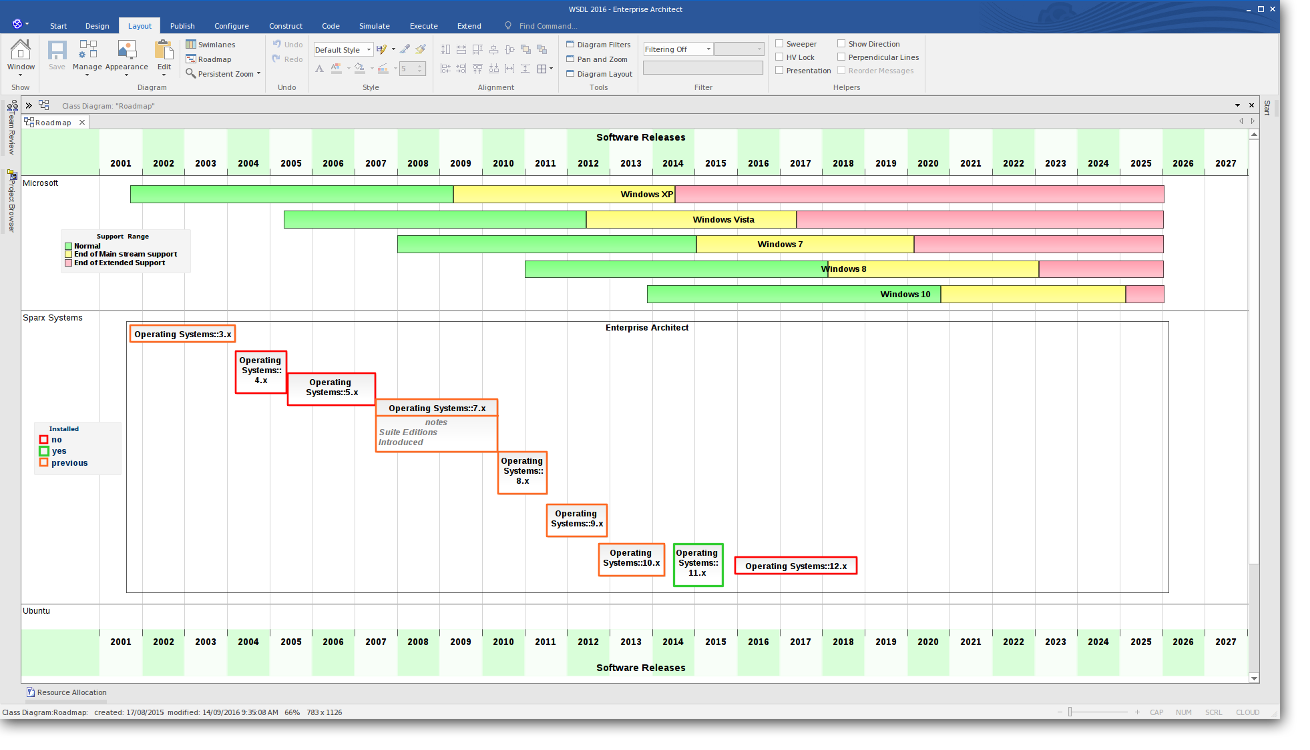 WSDL 2016 - Enterprise Architect
Start Design Layout Publish Configure Construct Code Simulate Execute Extend Find Command...
Window
Show
Save Manage Appearance Edit
Swimlanes
Roadmap
Persistent Zoom
Diagram
Undo
Redo
Undo
Default Style
A
5
Style
Alignment
Diagram Filters
Pan and Zoom
Diagram Layout
Tools
Filtering Off
Filter
Sweeper Show Direction
HV Lock Perpendicular Lines
Presentation Reorder Messages
Helpers
Team Review
Project Browser
Start
Class Diagram: "Roadmap"
Roadmap
Software Releases
2001 2002 2003 2004 2005 2006 2007 2008 2009 2010 2011 2012 2013 2014 2015 2016 2017 2018 2019 2020 2021 2022 2023 2024 2025 2026 2027
Microsoft
Windows XP
Windows Vista
Windows 7
Windows 8
Windows 10
Support Range
Normal
End of Main stream support
End of Extended Support
Sparx Systems
Enterprise Architect
Operating Systems::3.x
Operating
Systems::
4.x
Operating
Systems::5.x
Operating Systems::7.x
notes
Suite Editions
Introduced
Operating
Systems::
8.x
Operating
Systems::9.x
Operating
Systems::10.x
Operating
Systems::
11.x
Operating Systems::12.x
Installed
no
yes
previous
Ubuntu
2001 2002 2003 2004 2005 2006 2007 2008 2009 2010 2011 2012 2013 2014 2015 2016 2017 2018 2019 2020 2021 2022 2023 2024 2025 2026 2027
Software Releases
Resource Allocation
Class Diagram:Roadmap: created: 17/08/2015 modified: 14/09/2016 9:35:08 AM 66% 783 x 1126
CAP NUM SCRL CLOUD